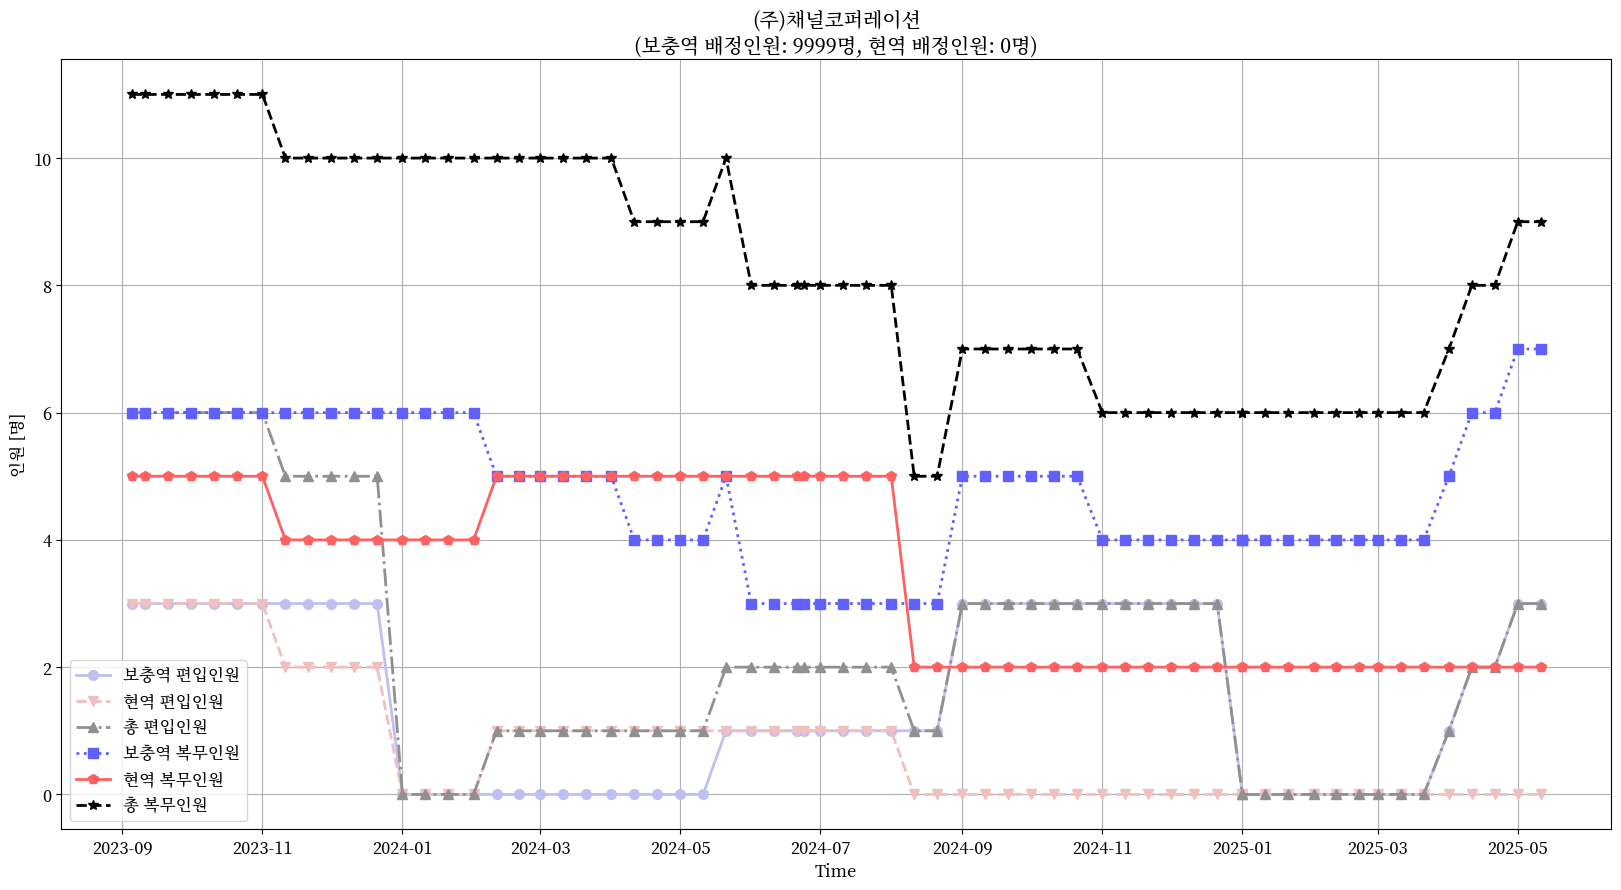 (주)채널코퍼레이션
(보충역 배정인원: 9999명, 현역 배정인원: 0명)
인원 [명]
10
8
6
4
2
0
보충역 편입인원
현역 편입인원
총 편입인원
보충역 복무인원
현역 복무인원
총 복무인원
2023-09 2023-11 2024-01 2024-03 2024-05 2024-07 2024-09 2024-11 2025-01 2025-03 2025-05
Time